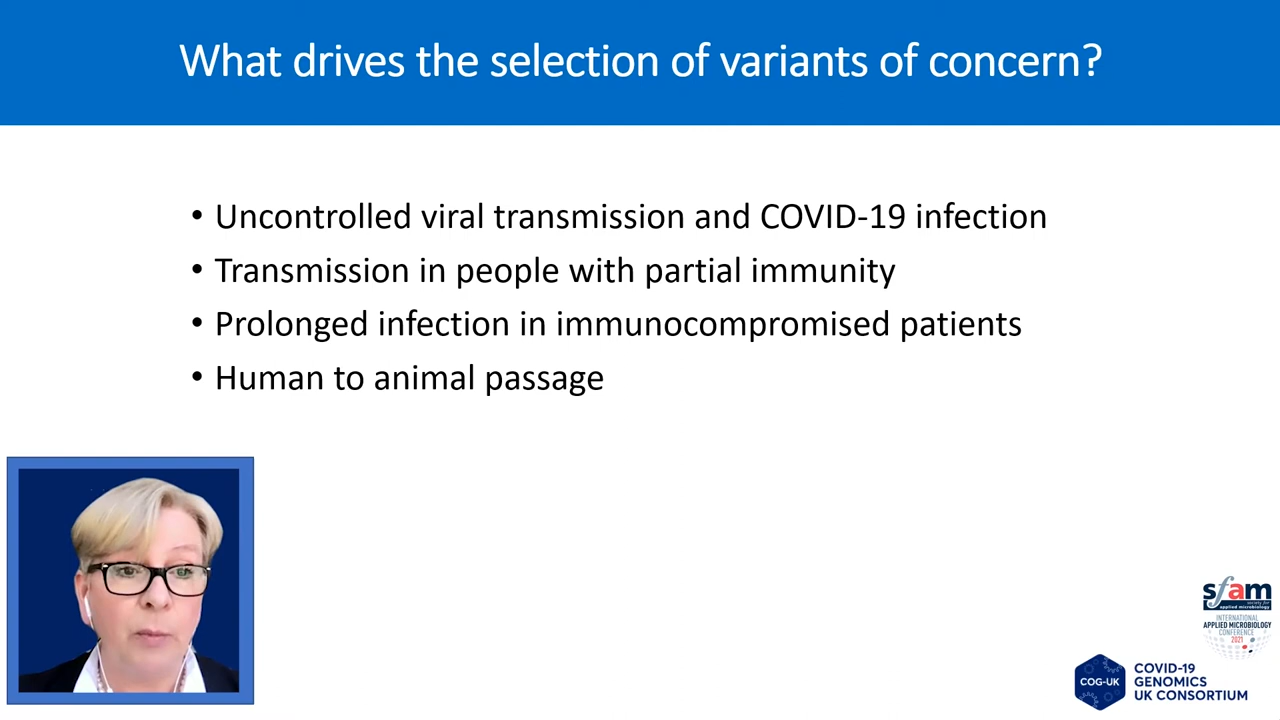 What drives the selection of variants of concern?
• Uncontrolled viral transmission and COVID-19 infection
• Transmission in people with partial immunity
• Prolonged infection in immunocompromised patients
• Human to animal passage
sfam
society for
applied microbiology
INTERNATIONAL
APPLIED MICROBIOLOGY
CONFERENCE
2021
COG-UK
COVID-19
GENOMICS
UK CONSORTIUM